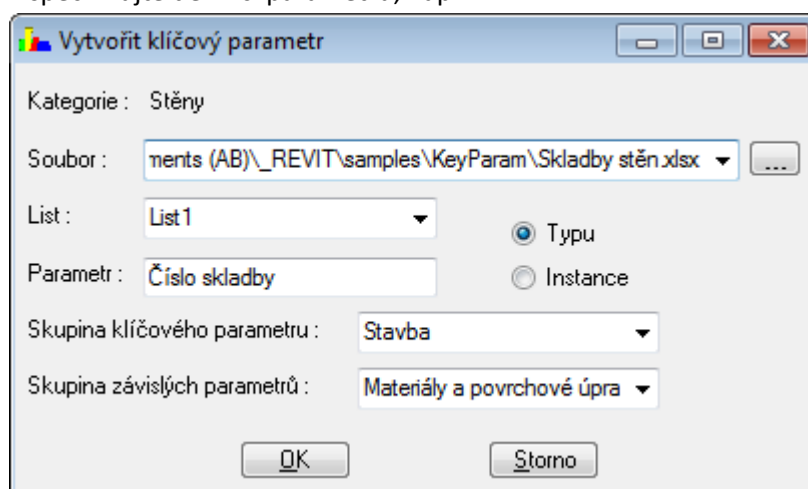 Vytvořit klíčový parametr
Kategorie : Stěny
Soubor : ments (AB)\_REVIT\samples\KeyParam\Skladby stěn.xlsx ...
List : List1
Typu
Parametr : Číslo skladby
Instance
Skupina klíčového parametru : Stavba
Skupina závislých parametrů : Materiály a povrchové úpra
OK Storno